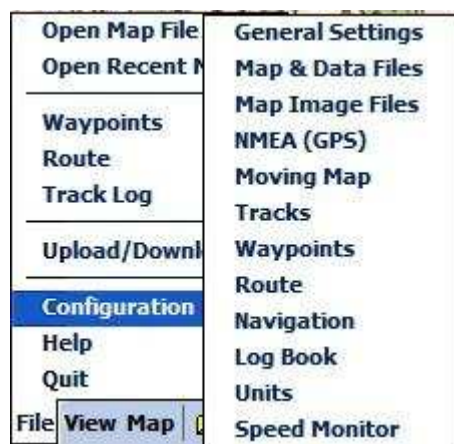 Open Map File
Open Recent
Waypoints
Route
Track Log
Upload/Downl
Configuration
Help
Quit
File View Map
General Settings
Map & Data Files
Map Image Files
NMEA (GPS)
Moving Map
Tracks
Waypoints
Route
Navigation
Log Book
Units
Speed Monitor